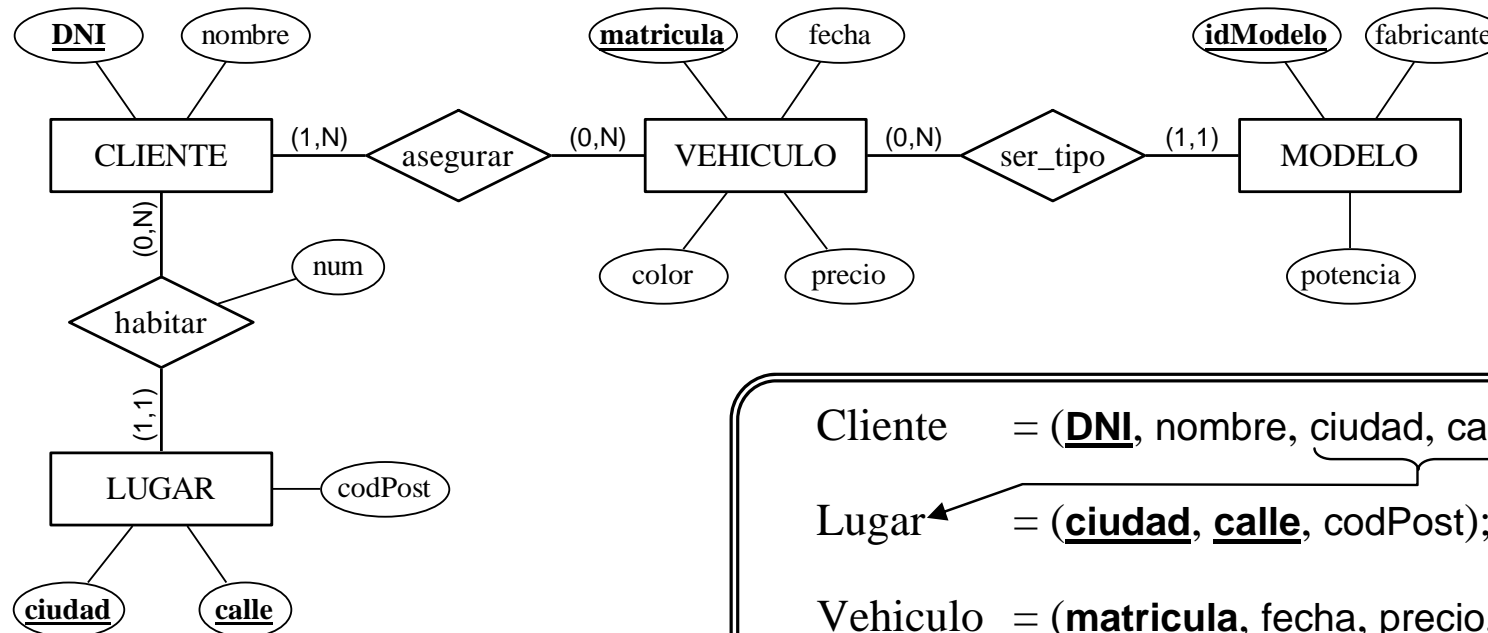 DNI nombre matricula fecha idModelo fabricante
CLIENTE (1,N) asegurar (0,N) VEHICULO (0,N) ser_tipo (1,1) MODELO
(0,N) color precio potencia
num
habitar
(1,1)
LUGAR codPost
ciudad calle
Cliente = (DNI, nombre, ciudad, ca
Lugar = (ciudad, calle, codPost);
Vehiculo = (matricula, fecha, precio,